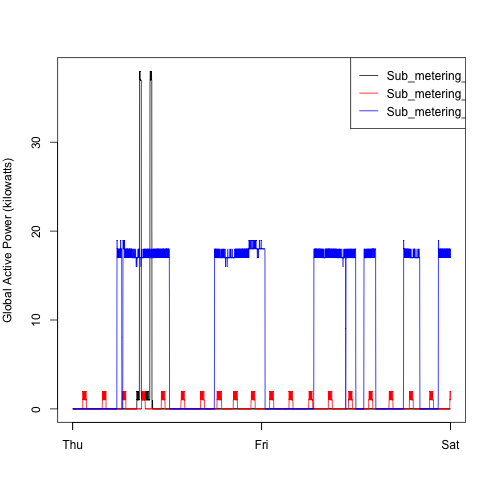 Global Active Power (kilowatts)
30
20
10
0
Sub_metering_
Sub_metering_
Sub_metering_
Thu Fri Sat